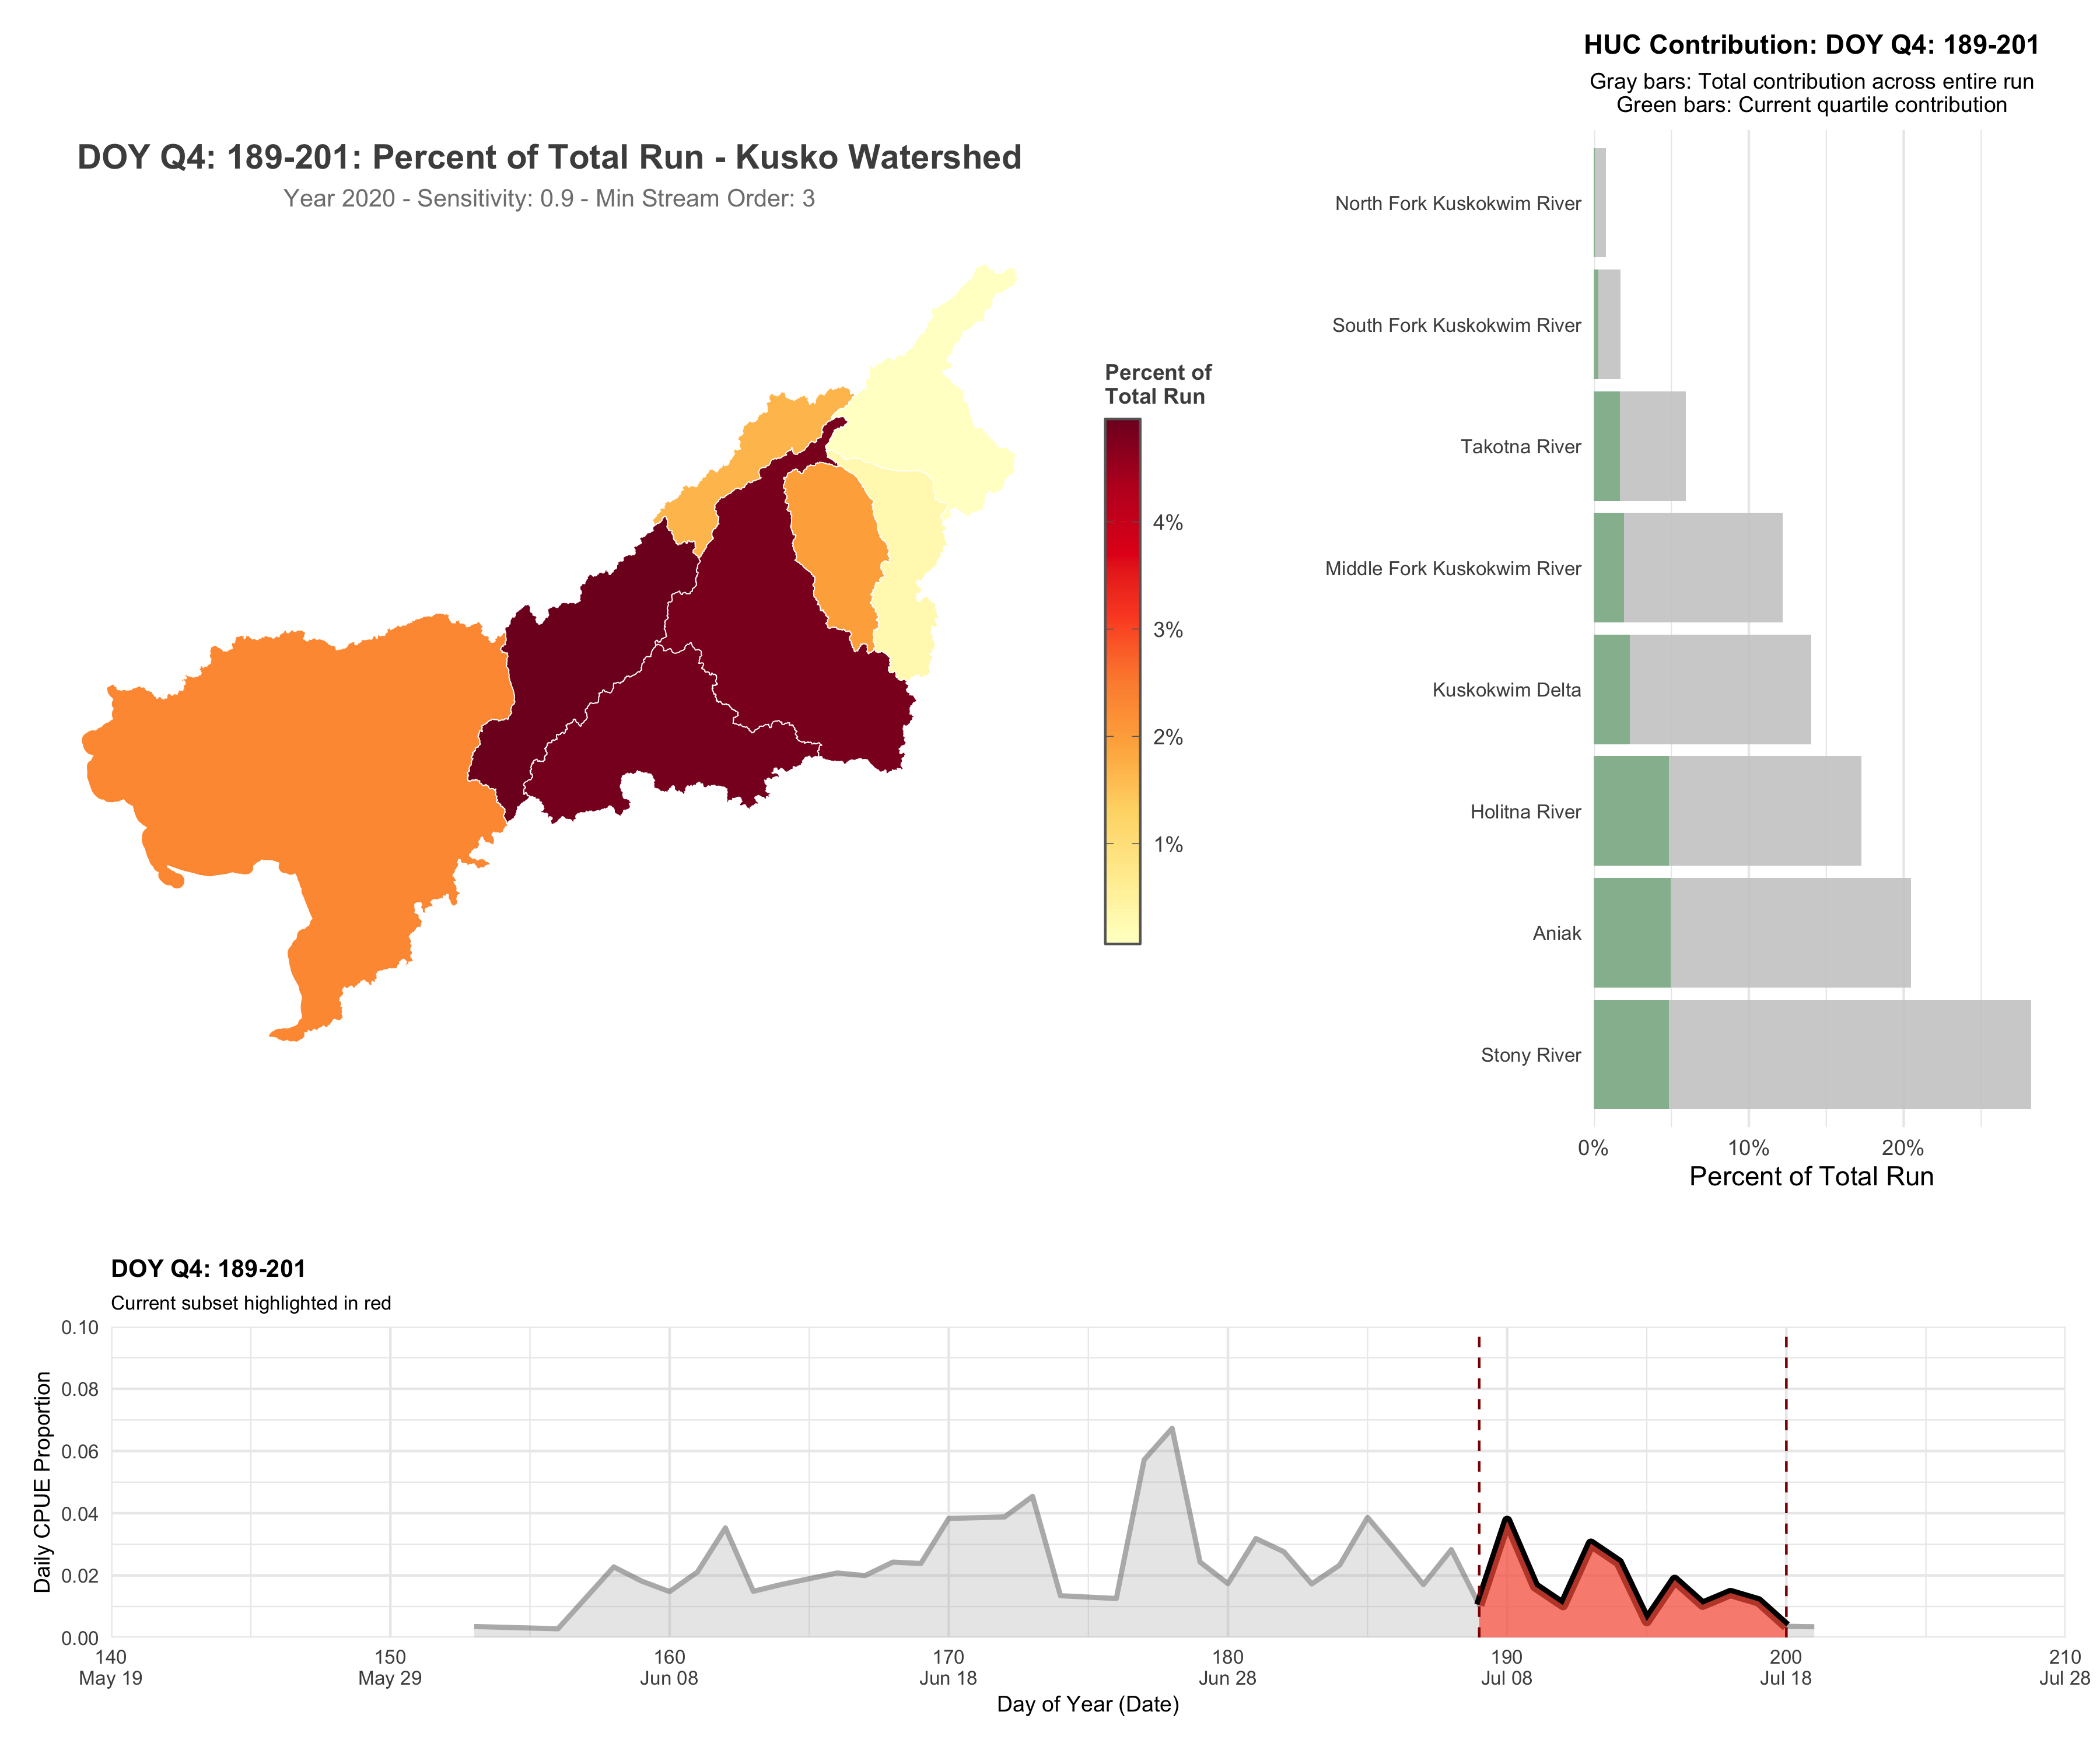 DOY Q4: 189-201: Percent of Total Run - Kusko Watershed
Year 2020 - Sensitivity: 0.9 - Min Stream Order: 3
Percent of
Total Run
4%
3%
2%
1%
HUC Contribution: DOY Q4: 189-201
Gray bars: Total contribution across entire run
Green bars: Current quartile contribution
North Fork Kuskokwim River
South Fork Kuskokwim River
Takotna River
Middle Fork Kuskokwim River
Kuskokwim Delta
Holitna River
Aniak
Stony River
0% 10% 20%
Percent of Total Run
DOY Q4: 189-201
Current subset highlighted in red
Daily CPUE Proportion
0.10
0.08
0.06
0.04
0.02
0.00
140 150 160 170 180 190 200 210
May 19 May 29 Jun 08 Jun 18 Jun 28 Jul 08 Jul 18 Jul 28
Day of Year (Date)